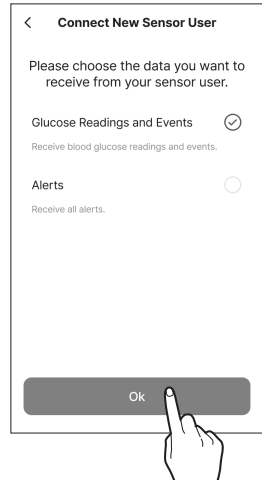 Connect New Sensor User
Please choose the data you want to
receive from your sensor user.
Glucose Readings and Events
Receive blood glucose readings and events.
Alerts
Receive all alerts.
Ok